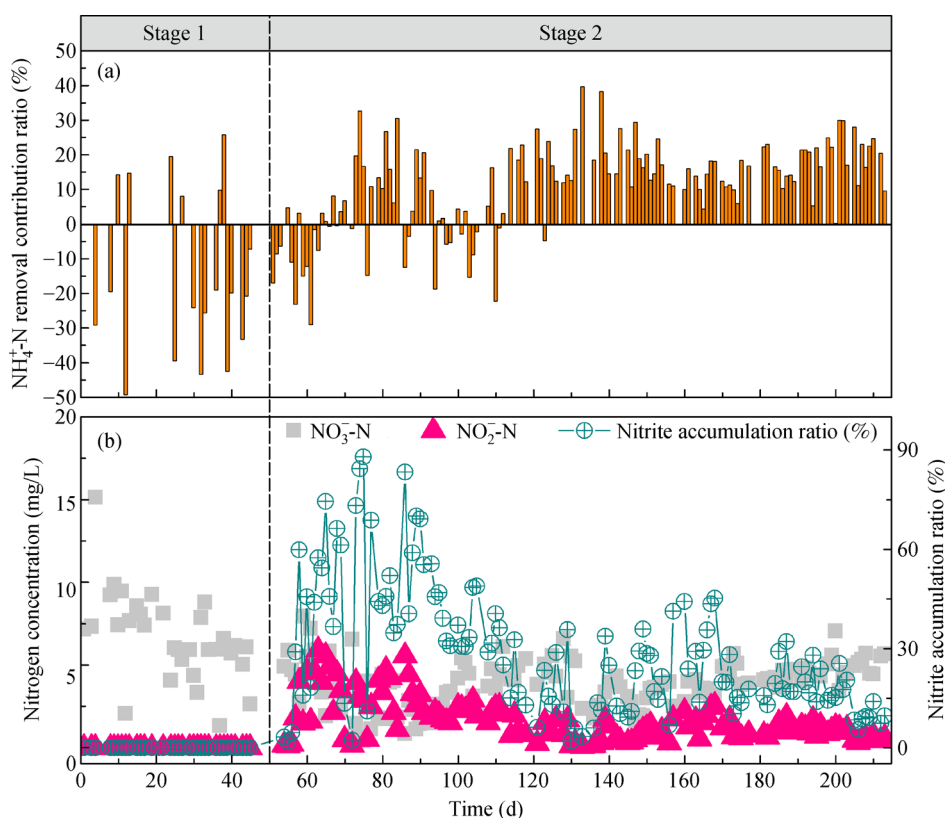 Stage 1
Stage 2
(a)
NH₄⁺-N removal contribution ratio (%)
50
40
30
20
10
0
−10
−20
−30
−40
−50
(b)
NO₃⁻-N
NO₂⁻-N
Nitrite accumulation ratio (%)
Nitrogen concentration (mg/L)
20
15
10
5
0
Nitrite accumulation ratio (%)
90
60
30
0
0
20
40
60
80
100
120
140
160
180
200
Time (d)